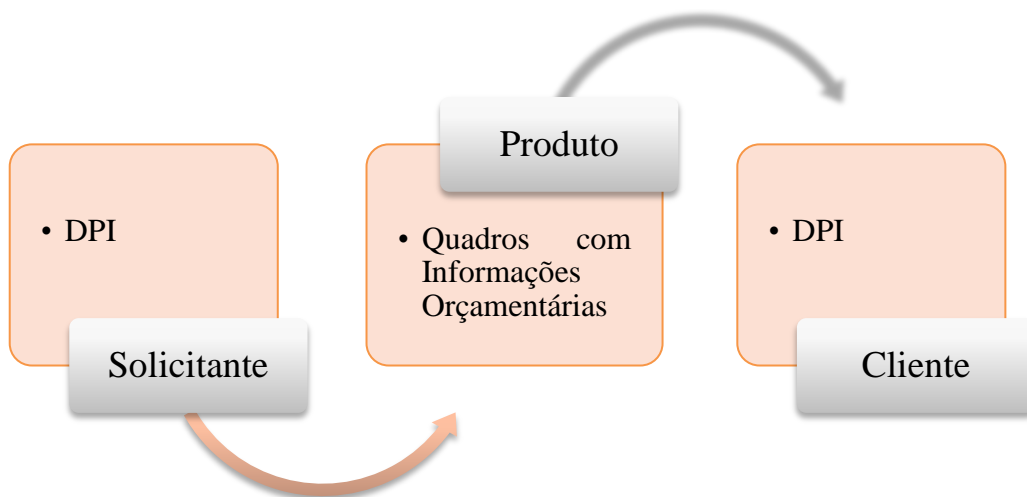 • DPI
Solicitante
Produto
• Quadros com
Informações
Orçamentárias
• DPI
Cliente